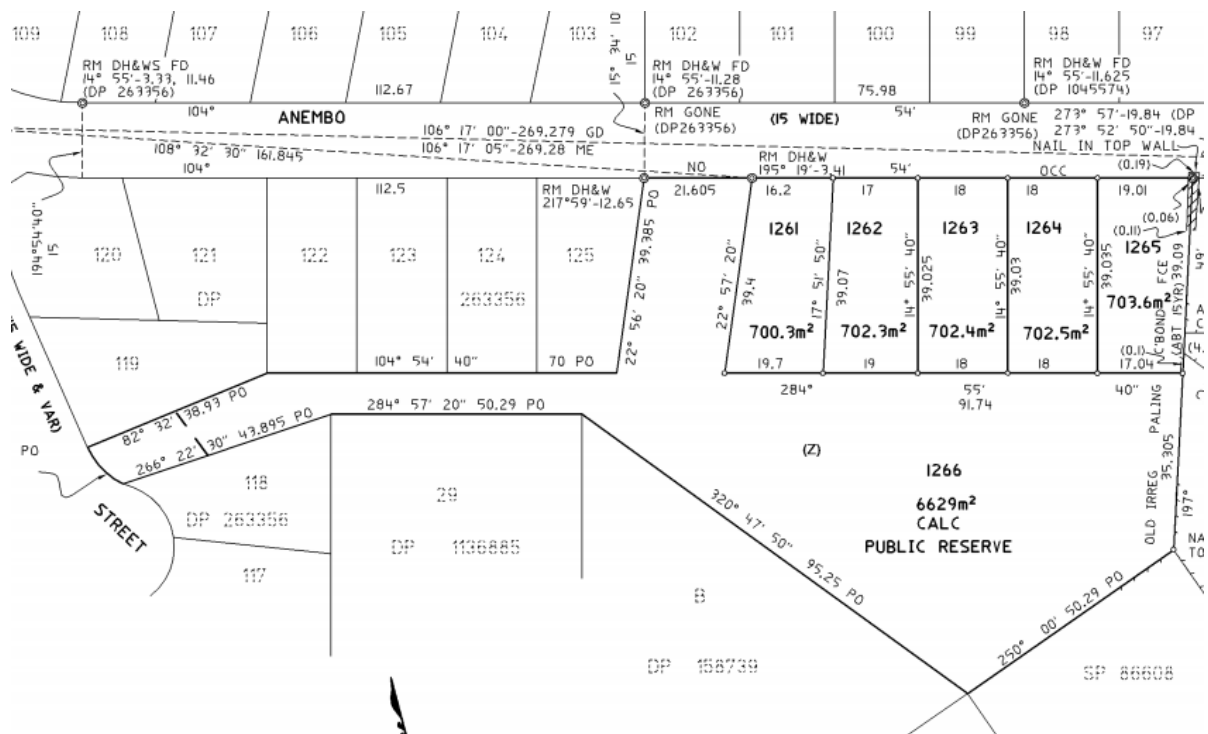 109
108
107
106
105
104
103
102
101
100
99
98
97
RM DH&WS FD
14° 55'-3.33, 11.46
(DP 263356)
15° 34' 10
15
RM DH&W FD
14° 55'-11.28
(DP 263356)
RM DH&W FD
14° 55'-11.625
(DP 1045574)
112.67
75.98
104°
ANEMBO
RM GONE
(DP263356)
(15 WIDE)
54'
RM GONE
(DP263356)
273° 57'-19.84 (DP
273° 52' 50"-19.84
NAIL IN TOP WALL
106° 17' 00"-269.279 GD
106° 17' 05"-269.28 ME
108° 32' 30" 161.845
104°
NO
RM DH&W
195° 19'-3.41
54'
OCC
(0.19)
112.5
RM DH&W
217°59'-12.65
21.605
16.2
17
18
18
19.01
194°54'40"
15
120
121
122
123
124
125
DP
263356
22° 56' 20" 39.385 PO
22° 57' 20"
39.4
1261
700.3m²
17° 51' 50"
39.07
1262
702.3m²
14° 55' 40"
39.025
1263
702.4m²
14° 55' 40"
39.03
1264
702.5m²
14° 55' 40"
39.035
1265
703.6m²
(0.06)
(0.11)
C'BOND FCE
(ABT 15YR) 39.09
49'
(0.1)
(4.
119
104° 54' 40"
70 PO
19.7
19
18
18
17.04
284° 55' 40"
91.74
WIDE & VAR)
82° 32' 38.93 PO
266° 22' 30" 43.895 PO
284° 57' 20" 50.29 PO
PO
STREET
118
DP 263356
117
29
DP 1136885
(Z)
1266
6629m²
CALC
PUBLIC RESERVE
OLD IRREG PALING
35.305
197°
NA
TO
320° 47' 50" 95.25 PO
250° 00' 50.29 PO
B
DP 158739
SP 86608